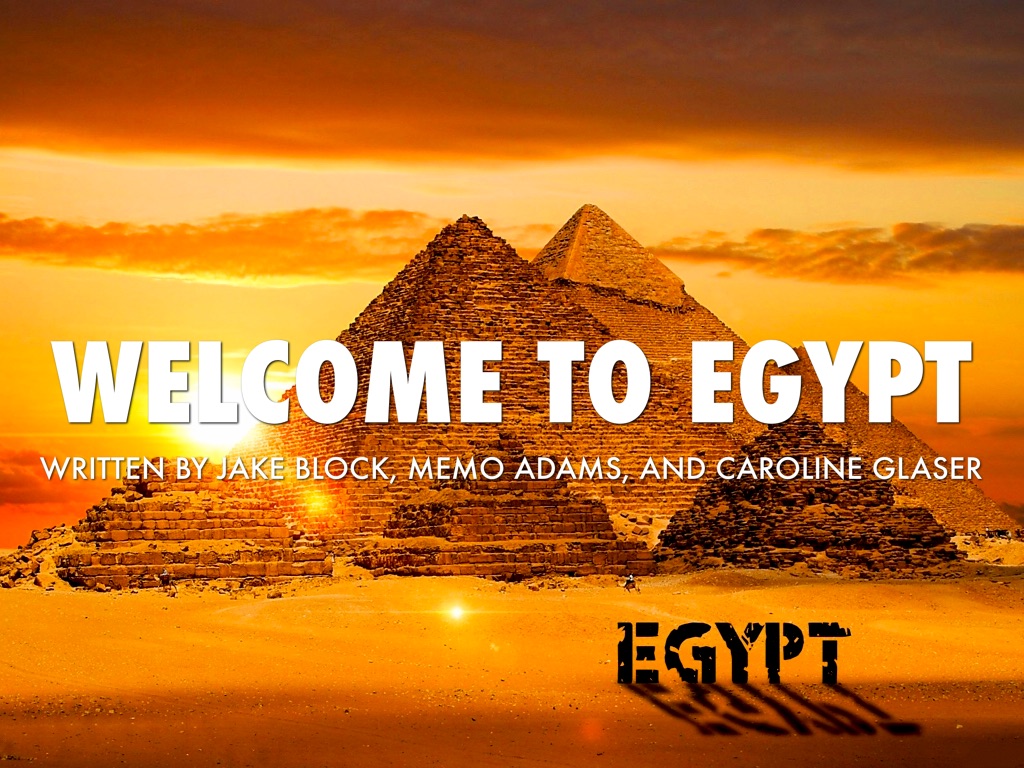 WELCOME TO EGYPT
WRITTEN BY JAKE BLOCK, MEMO ADAMS, AND CAROLINE GLASER
EGYPT